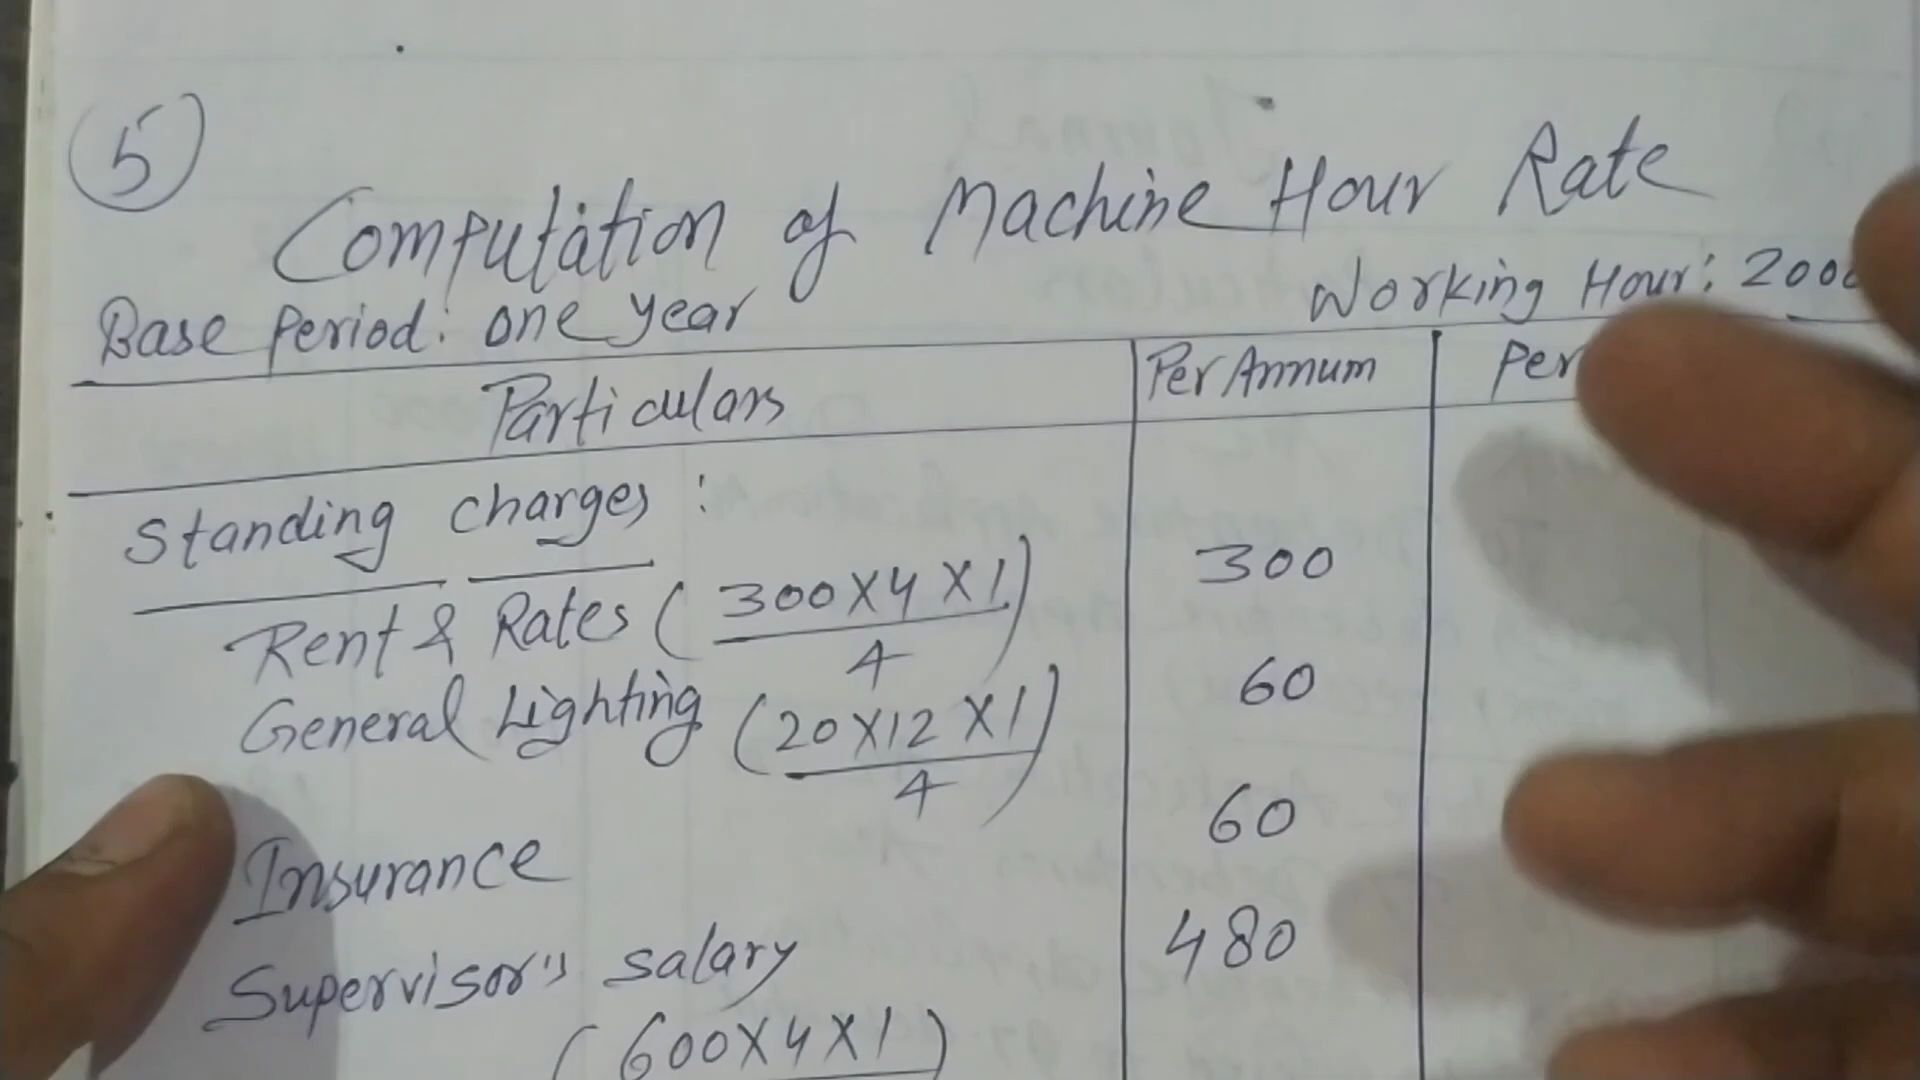 5
Computation of Machine Hour Rate
Base Period: one year
Working Hour: 200
Particulars
Per Annum
Per
Standing charges:
Rent & Rates (300X4X1/4) 300
General Lighting (20X12X1/4) 60
Insurance 60
Supervisor's salary 480
(600X4X1)